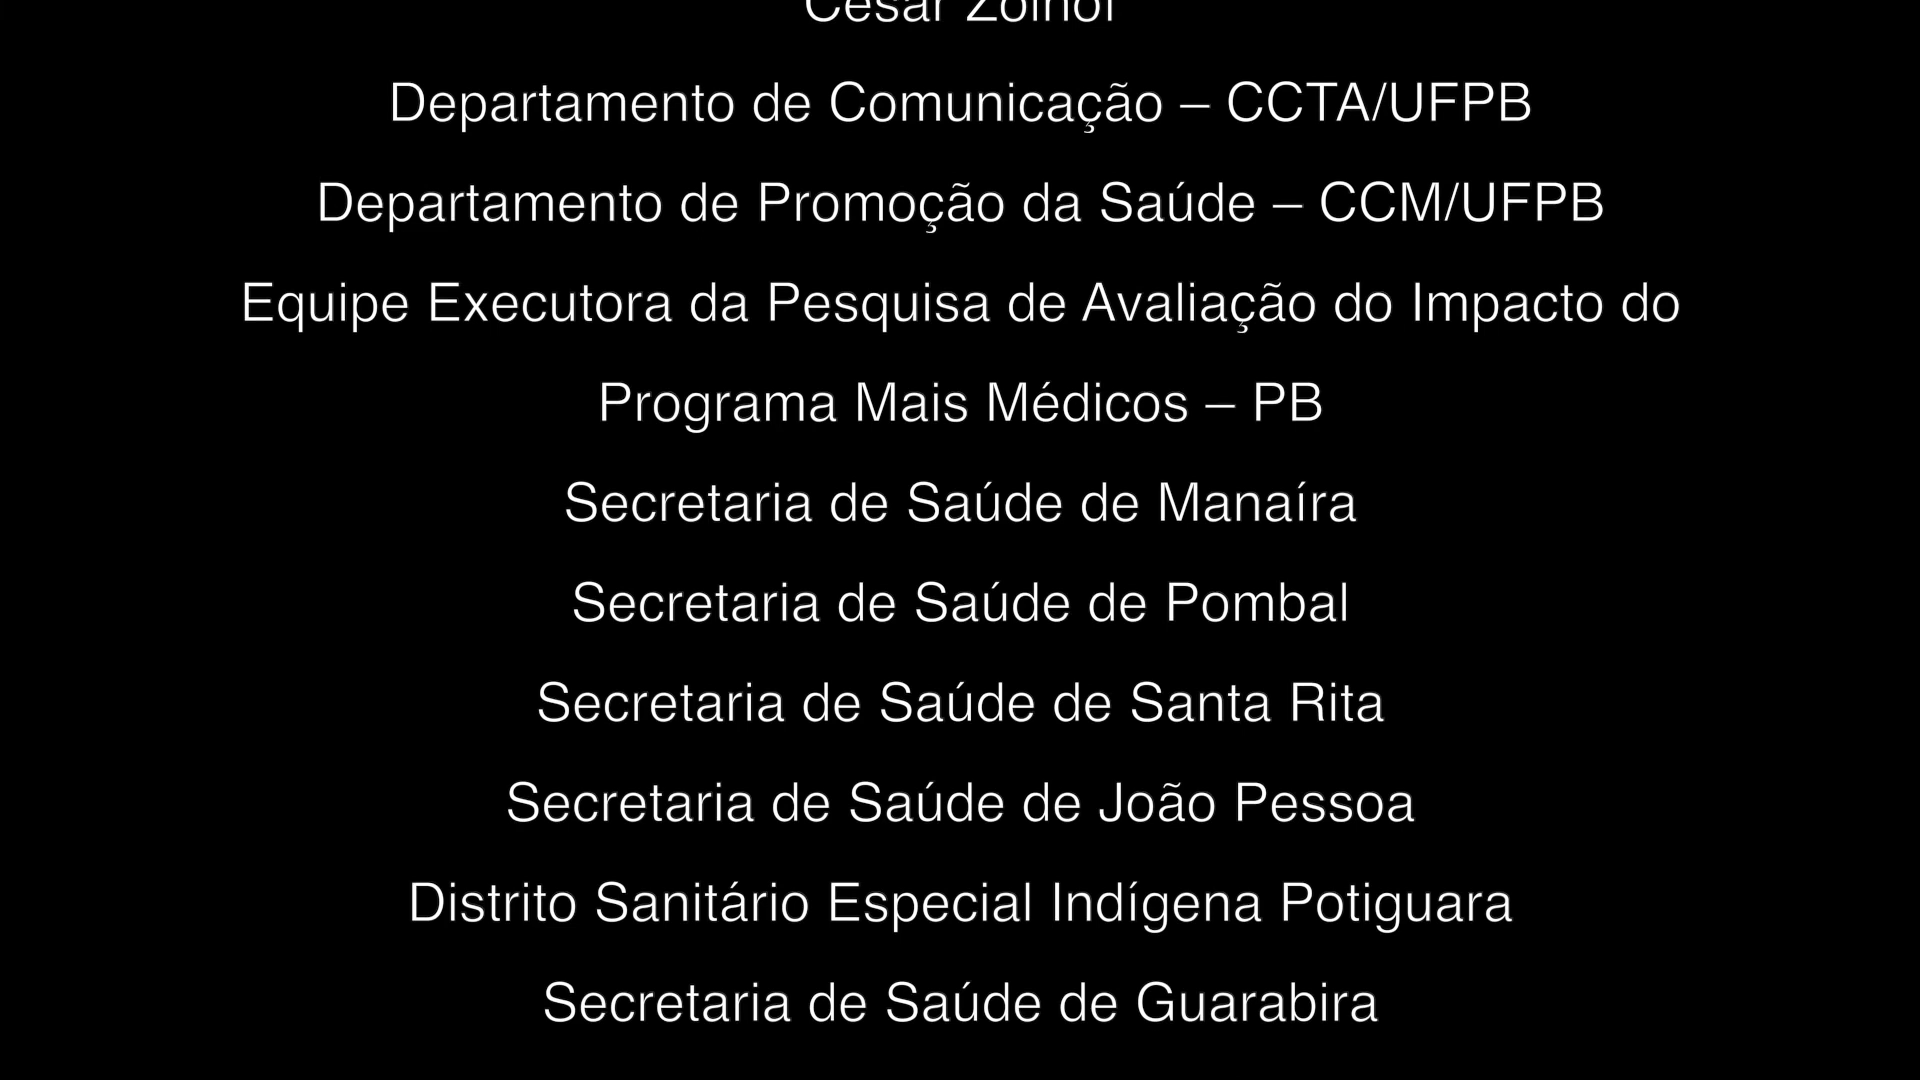 Departamento de Comunicação – CCTA/UFPB
Departamento de Promoção da Saúde – CCM/UFPB
Equipe Executora da Pesquisa de Avaliação do Impacto do
Programa Mais Médicos – PB
Secretaria de Saúde de Manaíra
Secretaria de Saúde de Pombal
Secretaria de Saúde de Santa Rita
Secretaria de Saúde de João Pessoa
Distrito Sanitário Especial Indígena Potiguara
Secretaria de Saúde de Guarabira